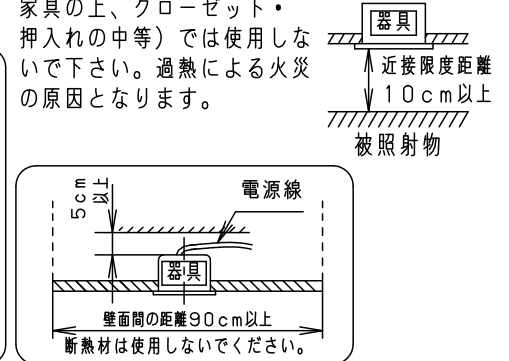 家具の上、クローゼット・
押入れの中等）では使用しな
いで下さい。過熱による火災
の原因となります。
器具
近接限度距離
10cm以上
被照射物
5cm
以上
電源線
器具
壁面間の距離90cm以上
断熱材は使用しないでください。